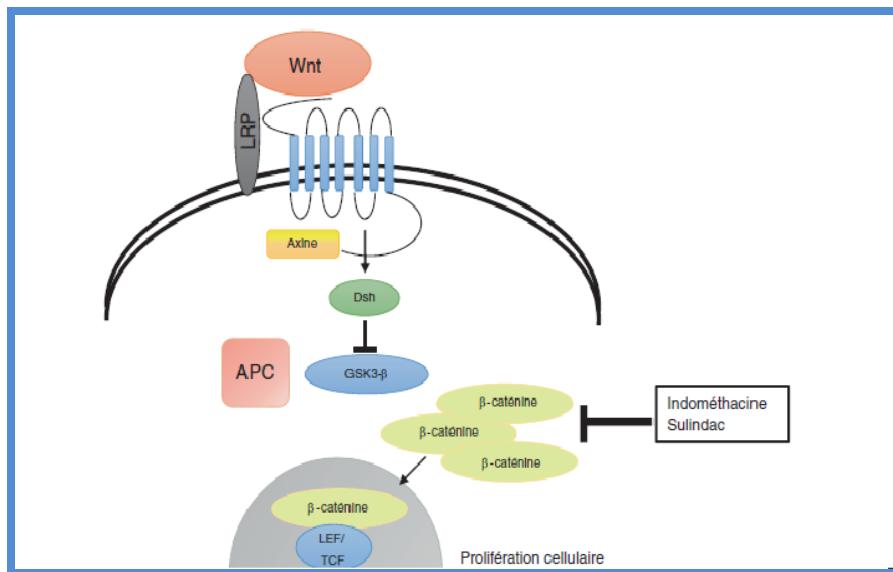 Wnt
LRP
Axine
Dsh
APC
GSK3-β
β-caténine
β-caténine
β-caténine
Indométhacine
Sulindac
β-caténine
LEF/
TCF
Prolifération cellulaire